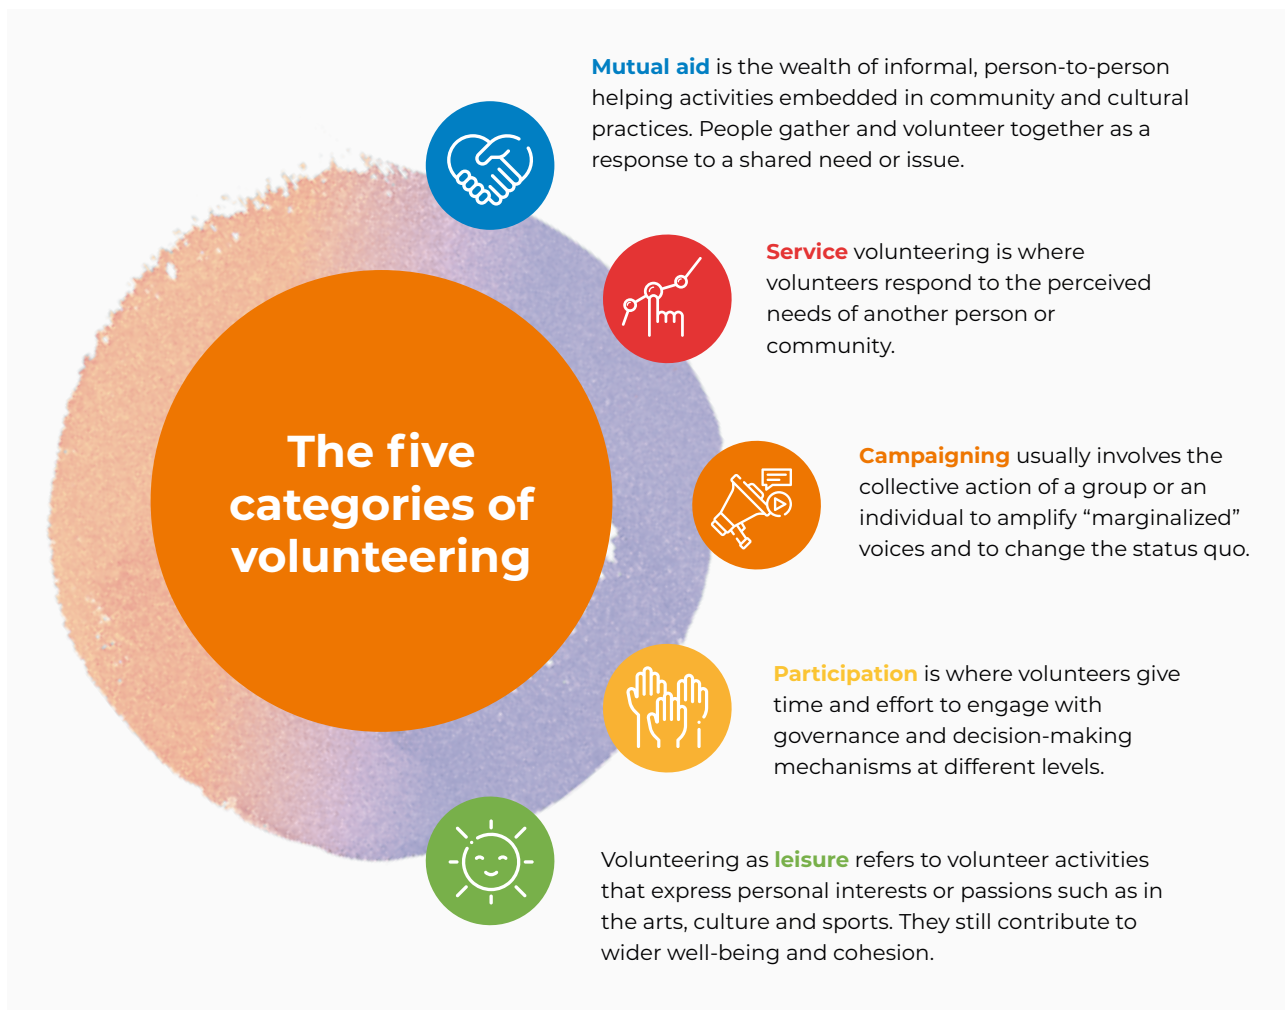 Mutual aid is the wealth of informal, person-to-person
helping activities embedded in community and cultural
practices. People gather and volunteer together as a
response to a shared need or issue.
Service volunteering is where
volunteers respond to the perceived
needs of another person or
community.
The five
categories of
volunteering
Campaigning usually involves the
collective action of a group or an
individual to amplify “marginalized”
voices and to change the status quo.
Participation is where volunteers give
time and effort to engage with
governance and decision-making
mechanisms at different levels.
Volunteering as leisure refers to volunteer activities
that express personal interests or passions such as in
the arts, culture and sports. They still contribute to
wider well-being and cohesion.